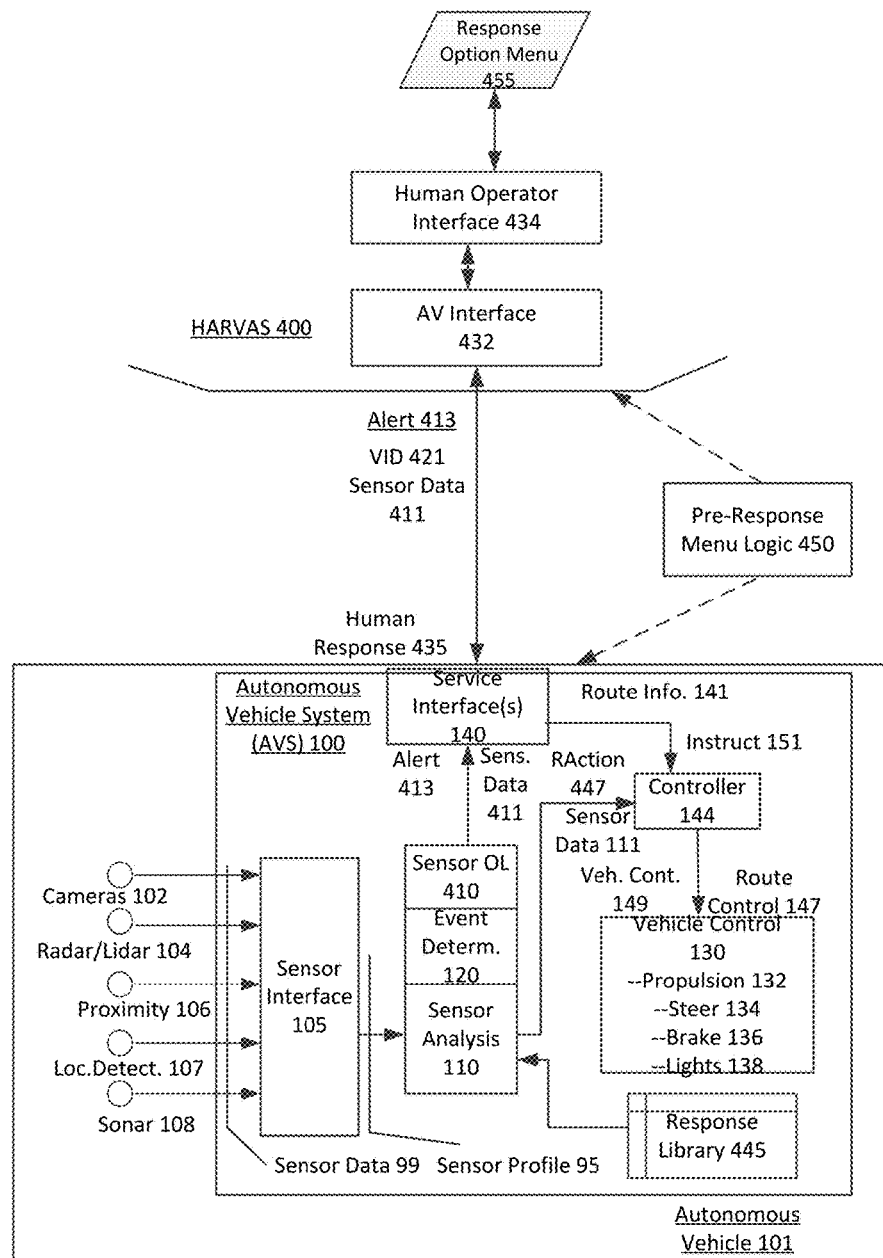 Response
Option Menu
455
Human Operator
Interface 434
AV Interface
432
HARVAS 400
Alert 413
VID 421
Sensor Data
411
Pre-Response
Menu Logic 450
Human
Response 435
Autonomous
Vehicle System
(AVS) 100
Service
Interface(s)
140
Route Info. 141
Instruct 151
Alert
413
Sens.
Data
411
RAction
447
Sensor
Data 111
Controller
144
Veh. Cont.
149
Route
Control 147
Sensor OL
410
Event
Determ.
120
Sensor
Analysis
110
Vehicle Control
130
--Propulsion 132
--Steer 134
--Brake 136
--Lights 138
Cameras 102
Radar/Lidar 104
Proximity 106
Loc.Detect. 107
Sonar 108
Sensor
Interface
105
Response
Library 445
Sensor Data 99
Sensor Profile 95
Autonomous
Vehicle 101